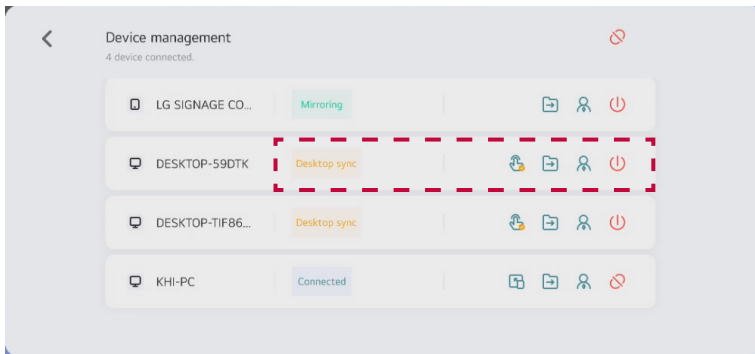 Device management
4 device connected.
LG SIGNAGE CO...
Mirroring
DESKTOP-59DTK
Desktop sync
DESKTOP-TIF86...
Desktop sync
KHI-PC
Connected